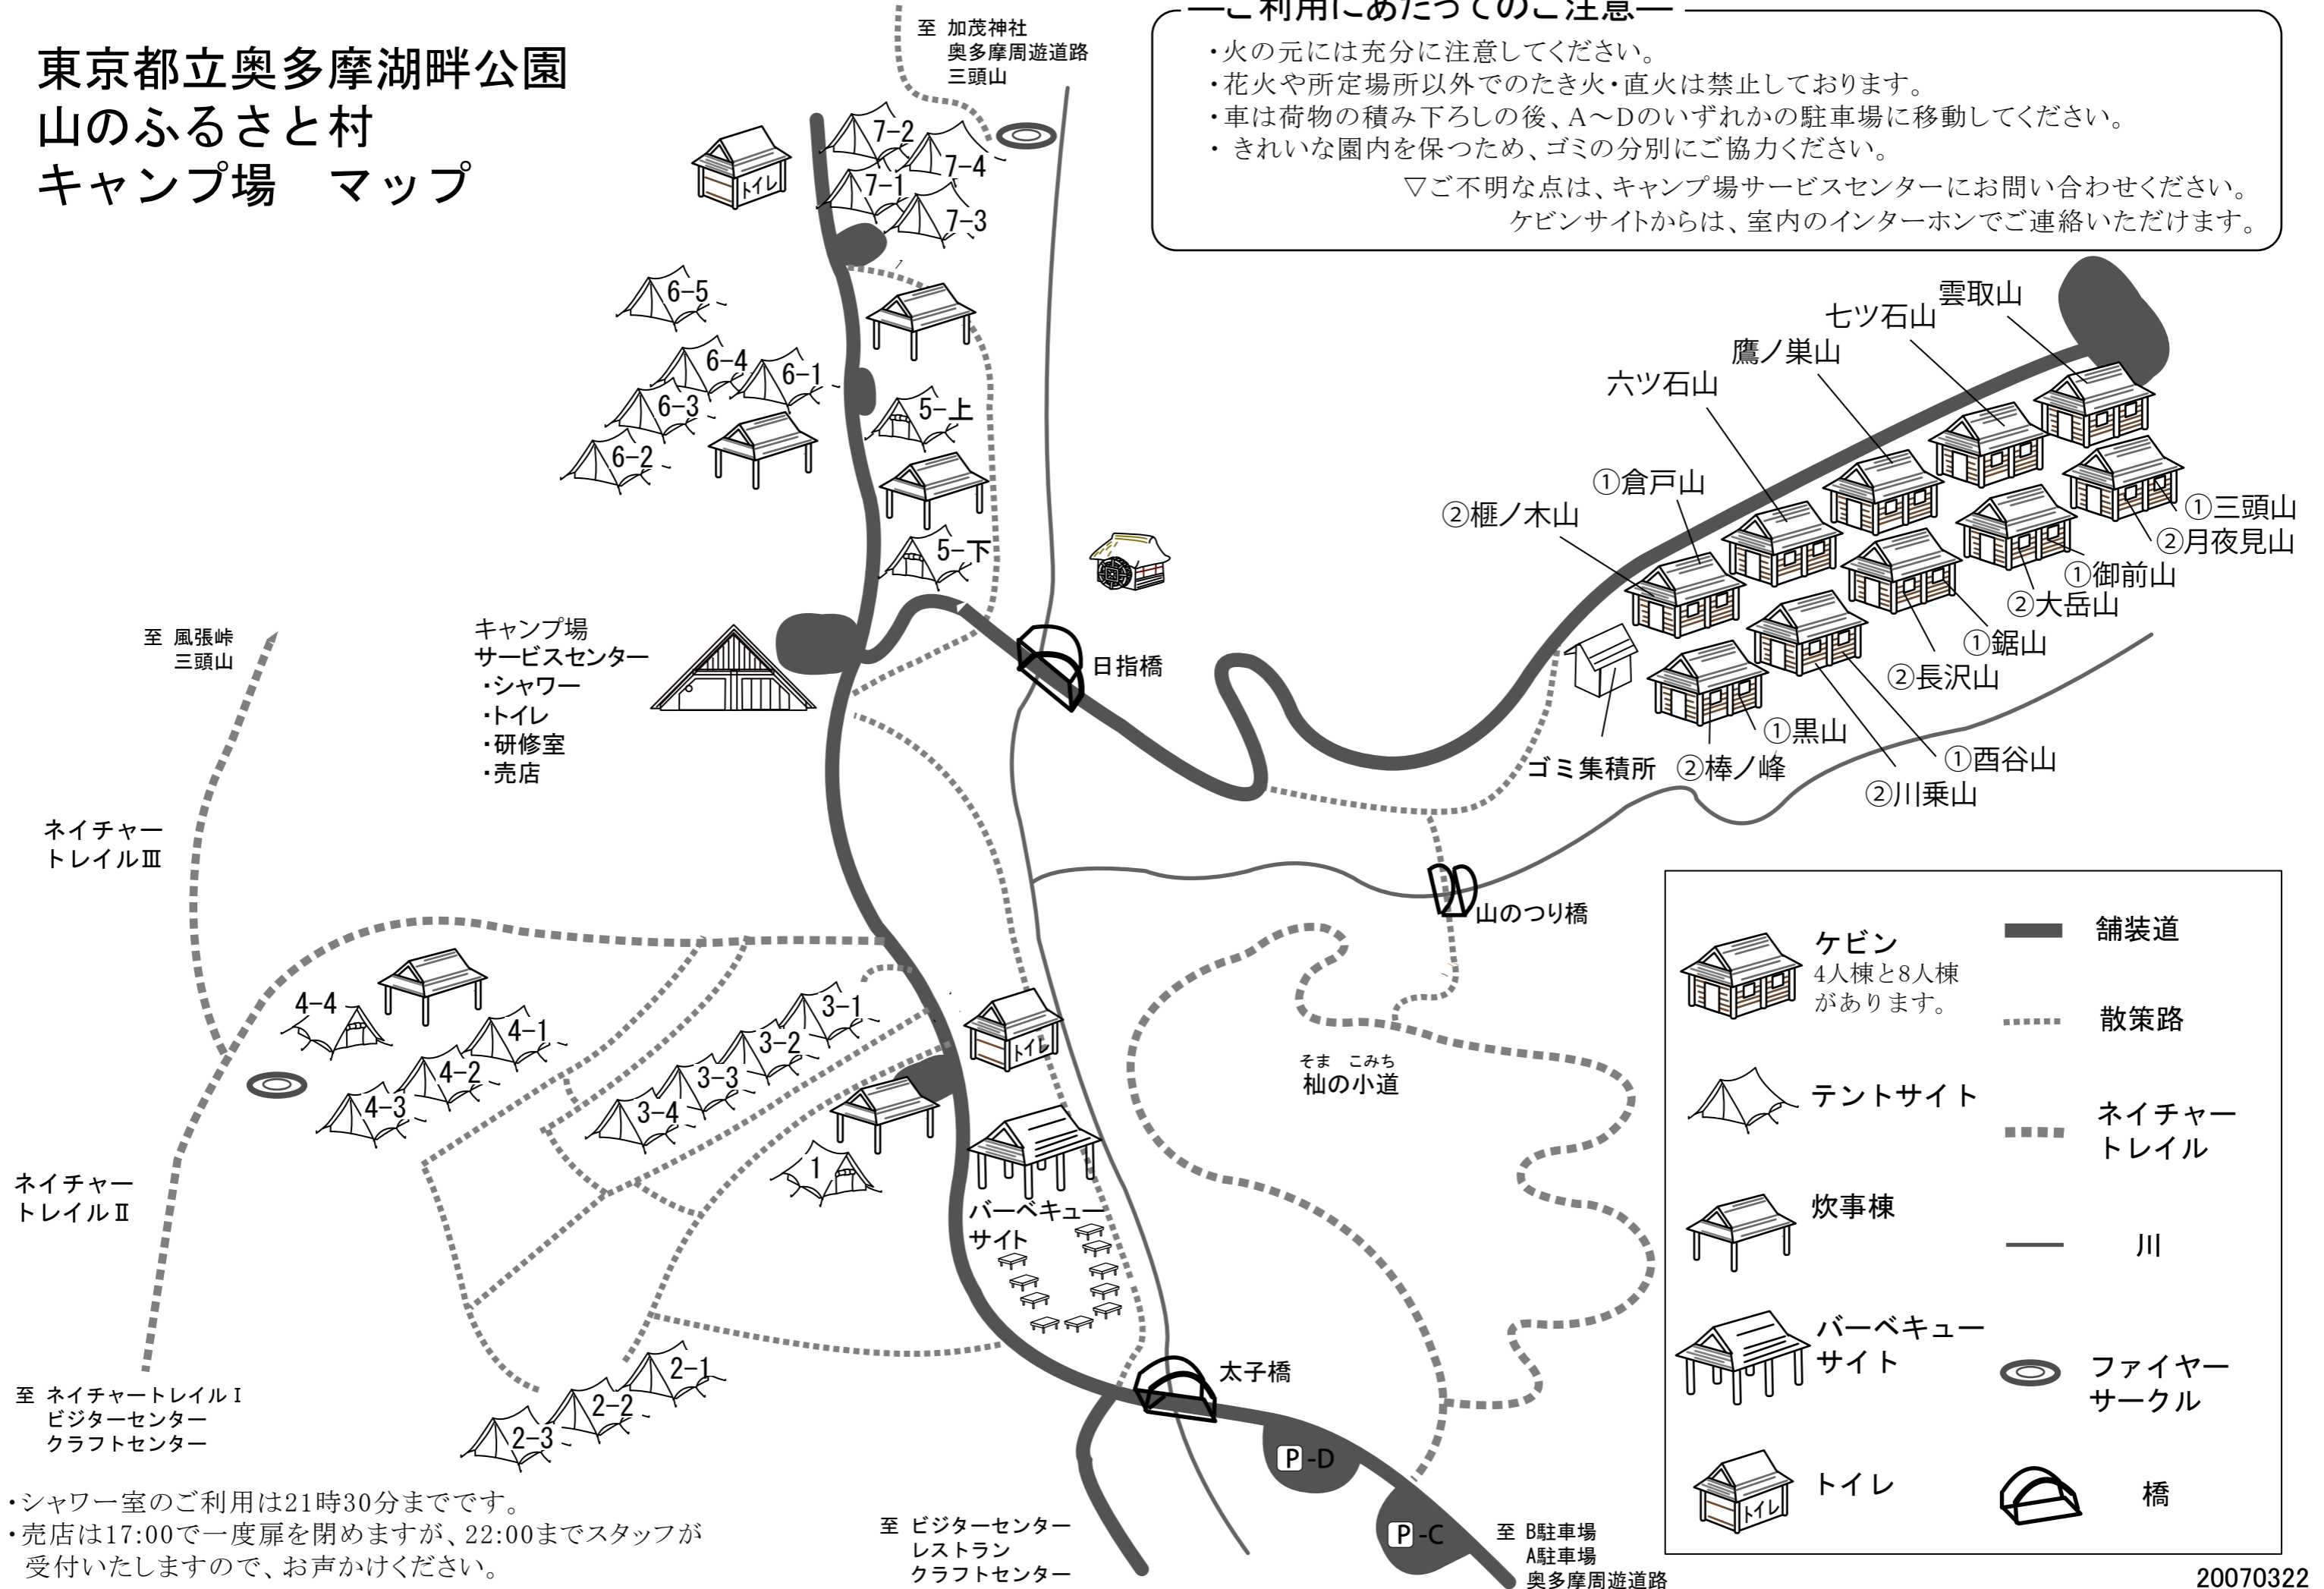 東京都立奥多摩湖畔公園
山のふるさと村
キャンプ場　マップ
至 加茂神社
奥多摩周遊道路
三頭山
―ご利用にあたってのご注意―
・火の元には充分に注意してください。
・花火や所定場所以外でのたき火・直火は禁止しております。
・車は荷物の積み下ろしの後、A～Dのいずれかの駐車場に移動してください。
・きれいな園内を保つため、ゴミの分別にご協力ください。
▽ご不明な点は、キャンプ場サービスセンターにお問い合わせください。
ケビンサイトからは、室内のインターホンでご連絡いただけます。
トイレ
7-2
7-4
7-1
7-3
6-5
6-4
6-1
6-3
6-2
5-上
5-下
雲取山
七ツ石山
鷹ノ巣山
六ツ石山
①倉戸山
②榧ノ木山
①三頭山
②月夜見山
①御前山
②大岳山
①鋸山
②長沢山
①黒山
②棒ノ峰
①酉谷山
②川乗山
ゴミ集積所
至 風張峠
三頭山
キャンプ場
サービスセンター
・シャワー
・トイレ
・研修室
・売店
日指橋
ネイチャー
トレイルⅢ
山のつり橋
4-4
4-1
4-2
4-3
3-1
3-2
3-3
3-4
トイレ
1
そま　こみち
杣の小道
ネイチャー
トレイルⅡ
バーベキュー
サイト
2-1
2-2
2-3
太子橋
至 ネイチャートレイルⅠ
ビジターセンター
クラフトセンター
P-D
P-C
・シャワー室のご利用は21時30分までです。
・売店は17:00で一度扉を閉めますが、22:00までスタッフが
受付いたしますので、お声かけください。
至 ビジターセンター
レストラン
クラフトセンター
至 B駐車場
A駐車場
奥多摩周遊道路
ケビン
4人棟と8人棟
があります。
テントサイト
炊事棟
バーベキュー
サイト
トイレ
トイレ
舗装道
散策路
ネイチャー
トレイル
川
ファイヤー
サークル
橋
20070322